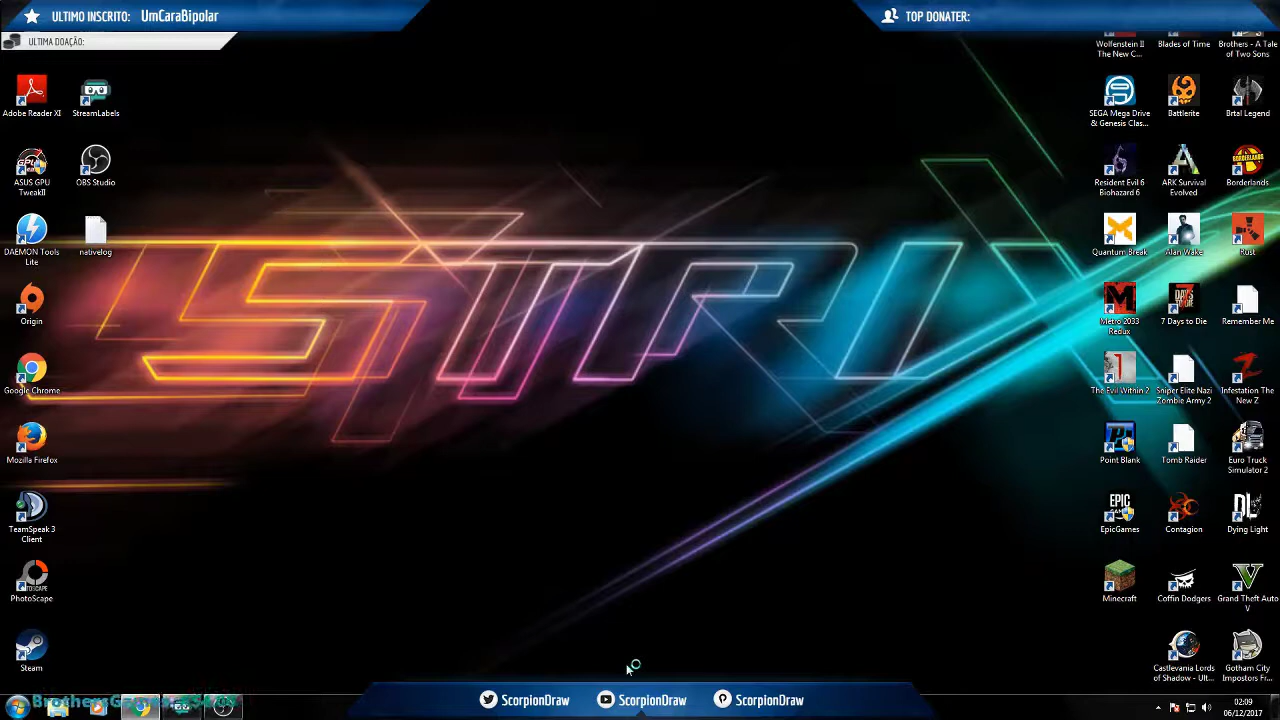 ULTIMO INSCRITO: UmCaraBipolar
TOP DONATER:
ULTIMA DOAÇÃO:
Adobe Reader XI
StreamLabels
ASUS GPU
TweakII
OBS Studio
DAEMON Tools
Lite
nativelog
Origin
Google Chrome
Mozilla Firefox
TeamSpeak 3
Client
PhotoScape
Steam
Wolfenstein II
The New C...
Blades of Time
Brothers - A Tale
of Two Sons
SEGA Mega Drive
& Genesis Clas...
Battlerite
Brtal Legend
Resident Evil 6
Biohazard 6
ARK Survival
Evolved
Borderlands
Quantum Break
Alan Wake
Rust
Metro 2033
Redux
7 Days to Die
Remember Me
The Evil Within 2
Sniper Elite Nazi
Zombie Army 2
Infestation The
New Z
Point Blank
Tomb Raider
Euro Truck
Simulator 2
EpicGames
Contagion
Dying Light
Minecraft
Coffin Dodgers
Grand Theft Auto
V
Castlevania Lords
of Shadow - Ult...
Gotham City
Impostors Fr...
ScorpionDraw
ScorpionDraw
ScorpionDraw
02:09
06/12/2017